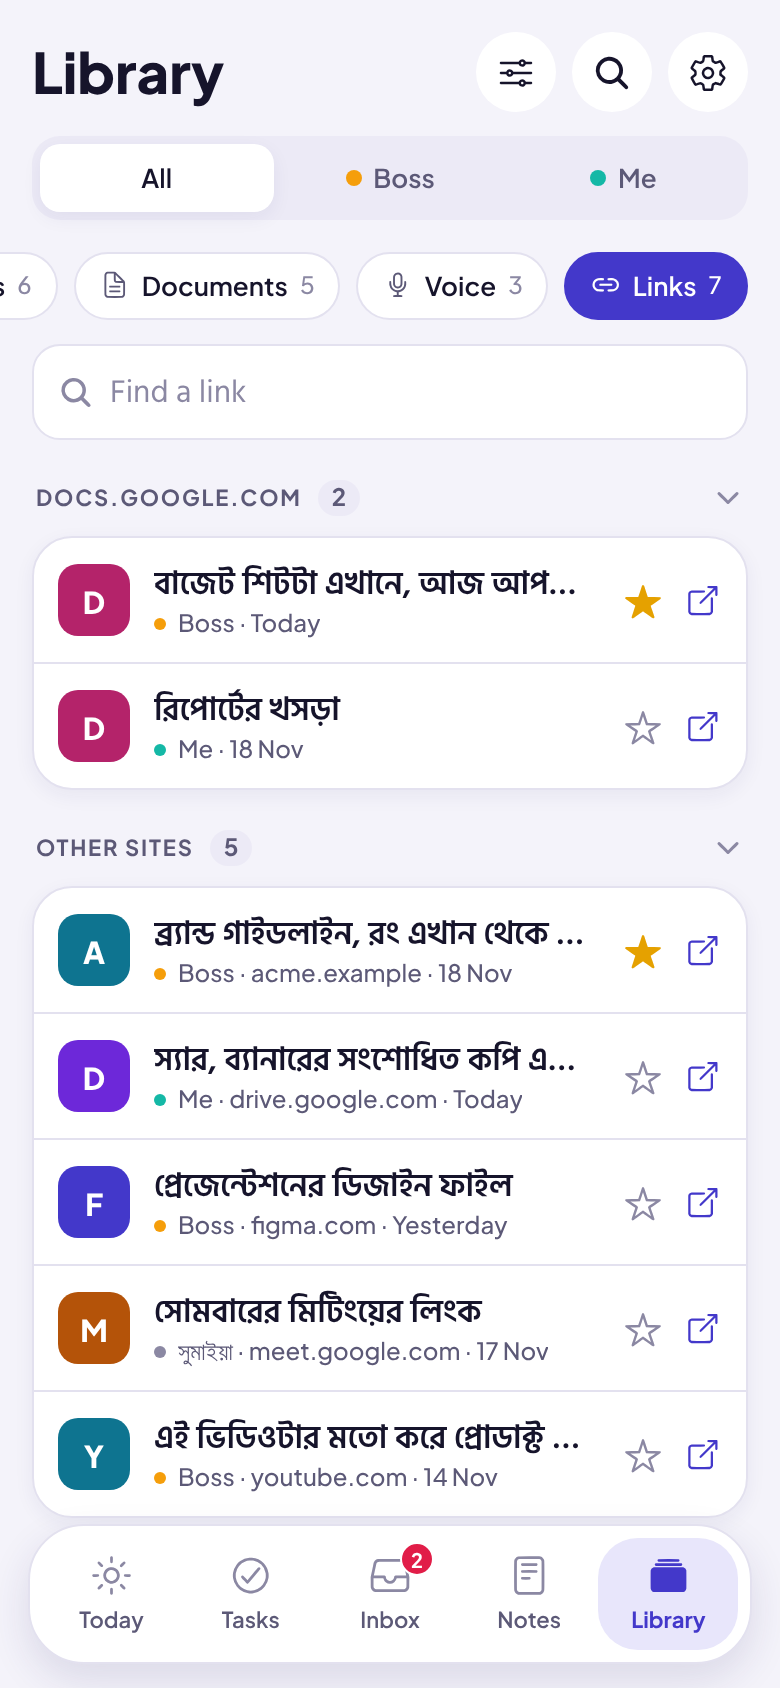 Library
All
Boss
Me
s 6
Documents 5
Voice 3
Links 7
Find a link
DOCS.GOOGLE.COM 2
D
বাজেট শিটটা এখানে, আজ আপ...
Boss · Today
D
রিপোর্টের খসড়া
Me · 18 Nov
OTHER SITES 5
A
ব্র্যান্ড গাইডলাইন, রং এখান থেকে ...
Boss · acme.example · 18 Nov
D
স্যার, ব্যানারের সংশোধিত কপি এ...
Me · drive.google.com · Today
F
প্রেজেন্টেশনের ডিজাইন ফাইল
Boss · figma.com · Yesterday
M
সোমবারের মিটিংয়ের লিংক
সুমাইয়া · meet.google.com · 17 Nov
Y
এই ভিডিওটার মতো করে প্রোডাক্ট ...
Boss · youtube.com · 14 Nov
2
Today
Tasks
Inbox
Notes
Library